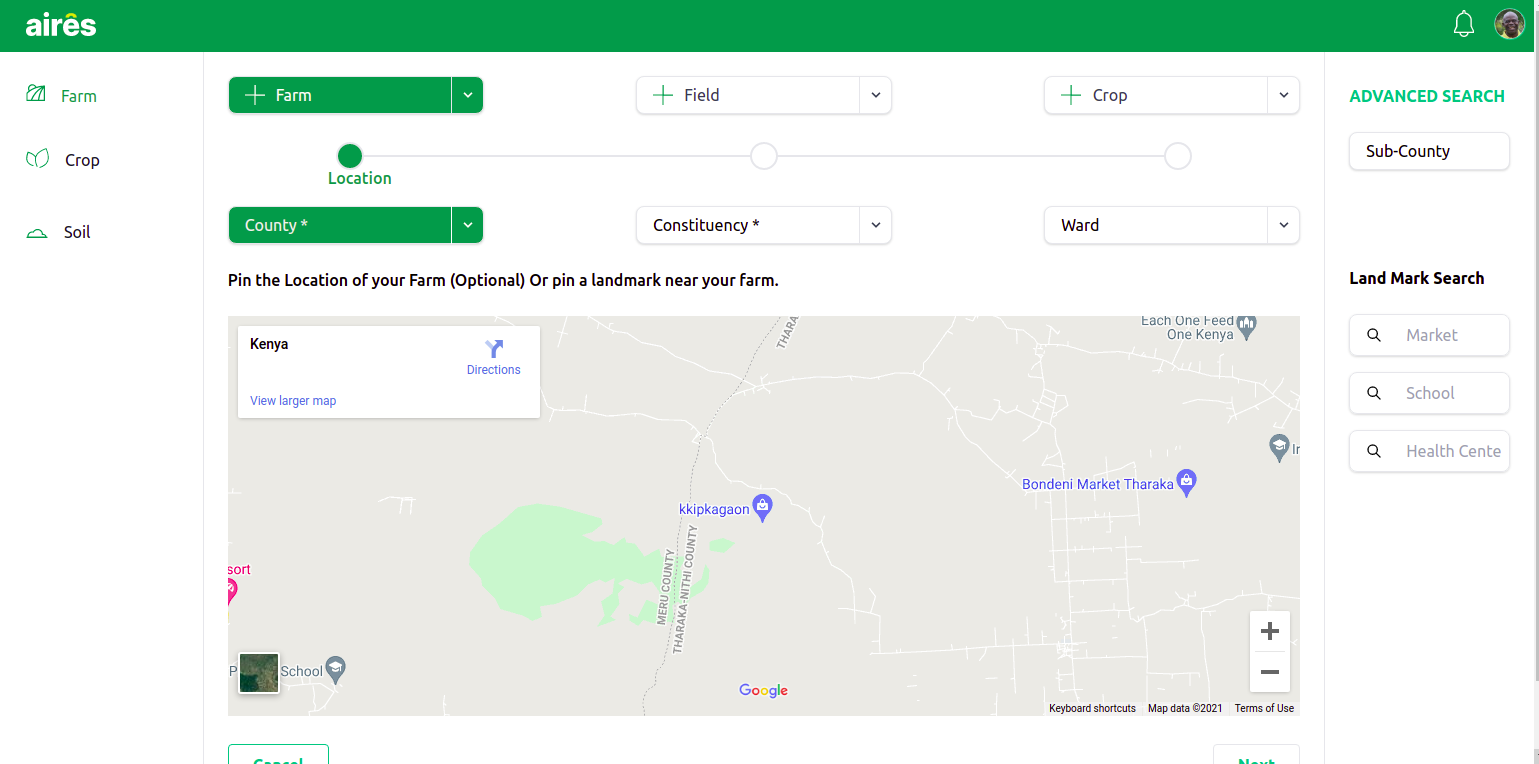 airês
Farm
Crop
Soil
Farm
Field
Crop
Location
County *
Constituency *
Ward
Pin the Location of your Farm (Optional) Or pin a landmark near your farm.
Kenya
Directions
View larger map
THARA
Each One Feed
One Kenya
Bondeni Market Tharaka
kkipkagaon
MERU COUNTY
THARAKA-NITHI COUNTY
sort
School
Google
Keyboard shortcuts
Map data ©2021
Terms of Use
Cancel
Next
ADVANCED SEARCH
Sub-County
Land Mark Search
Market
School
Health Cente